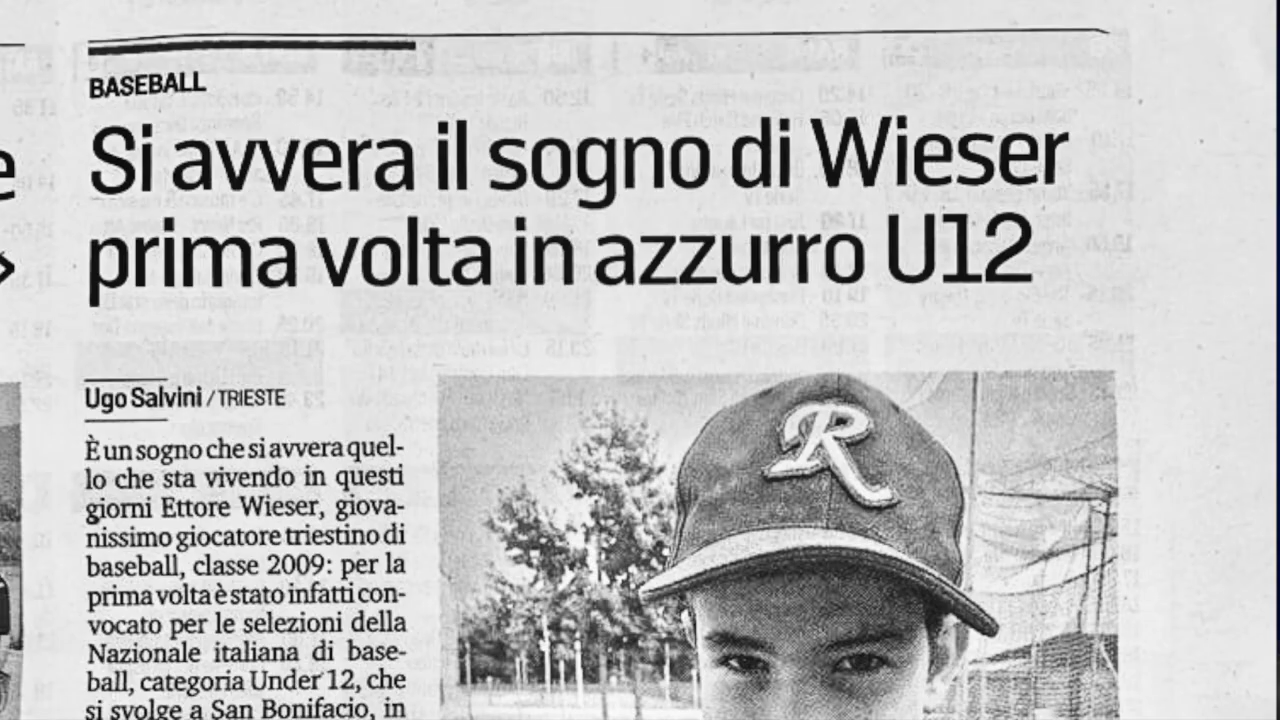 BASEBALL
Si avvera il sogno di Wieser
prima volta in azzurro U12
Ugo Salvini / TRIESTE
È un sogno che si avvera quel-
lo che sta vivendo in questi
giorni Ettore Wieser, giova-
nissimo giocatore triestino di
baseball, classe 2009: per la
prima volta è stato infatti con-
vocato per le selezioni della
Nazionale italiana di base-
ball, categoria Under 12, che
si svolge a San Bonifacio, in
R